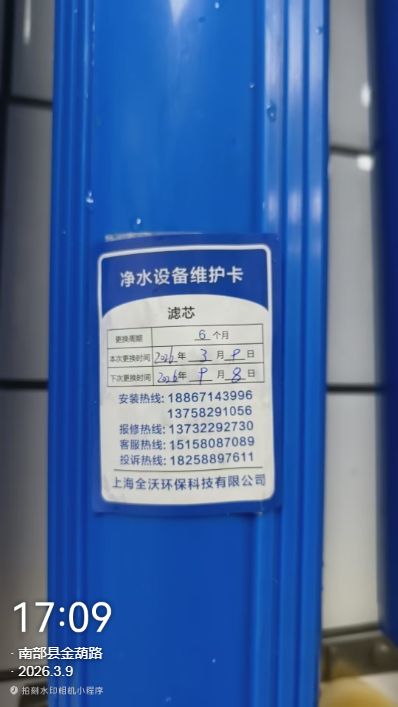 净水设备维护卡
滤芯
更换周期 6 个月
本次更换时间 2026 年 3 月 9 日
下次更换时间 2026 年 9 月 8 日
安装热线: 18867143996
13758291056
报修热线: 13732292730
客服热线: 15158087089
投诉热线: 18258897611
上海全沃环保科技有限公司
17:09
· 南部县金葫路
· 2026.3.9
拍刻水印相机小程序